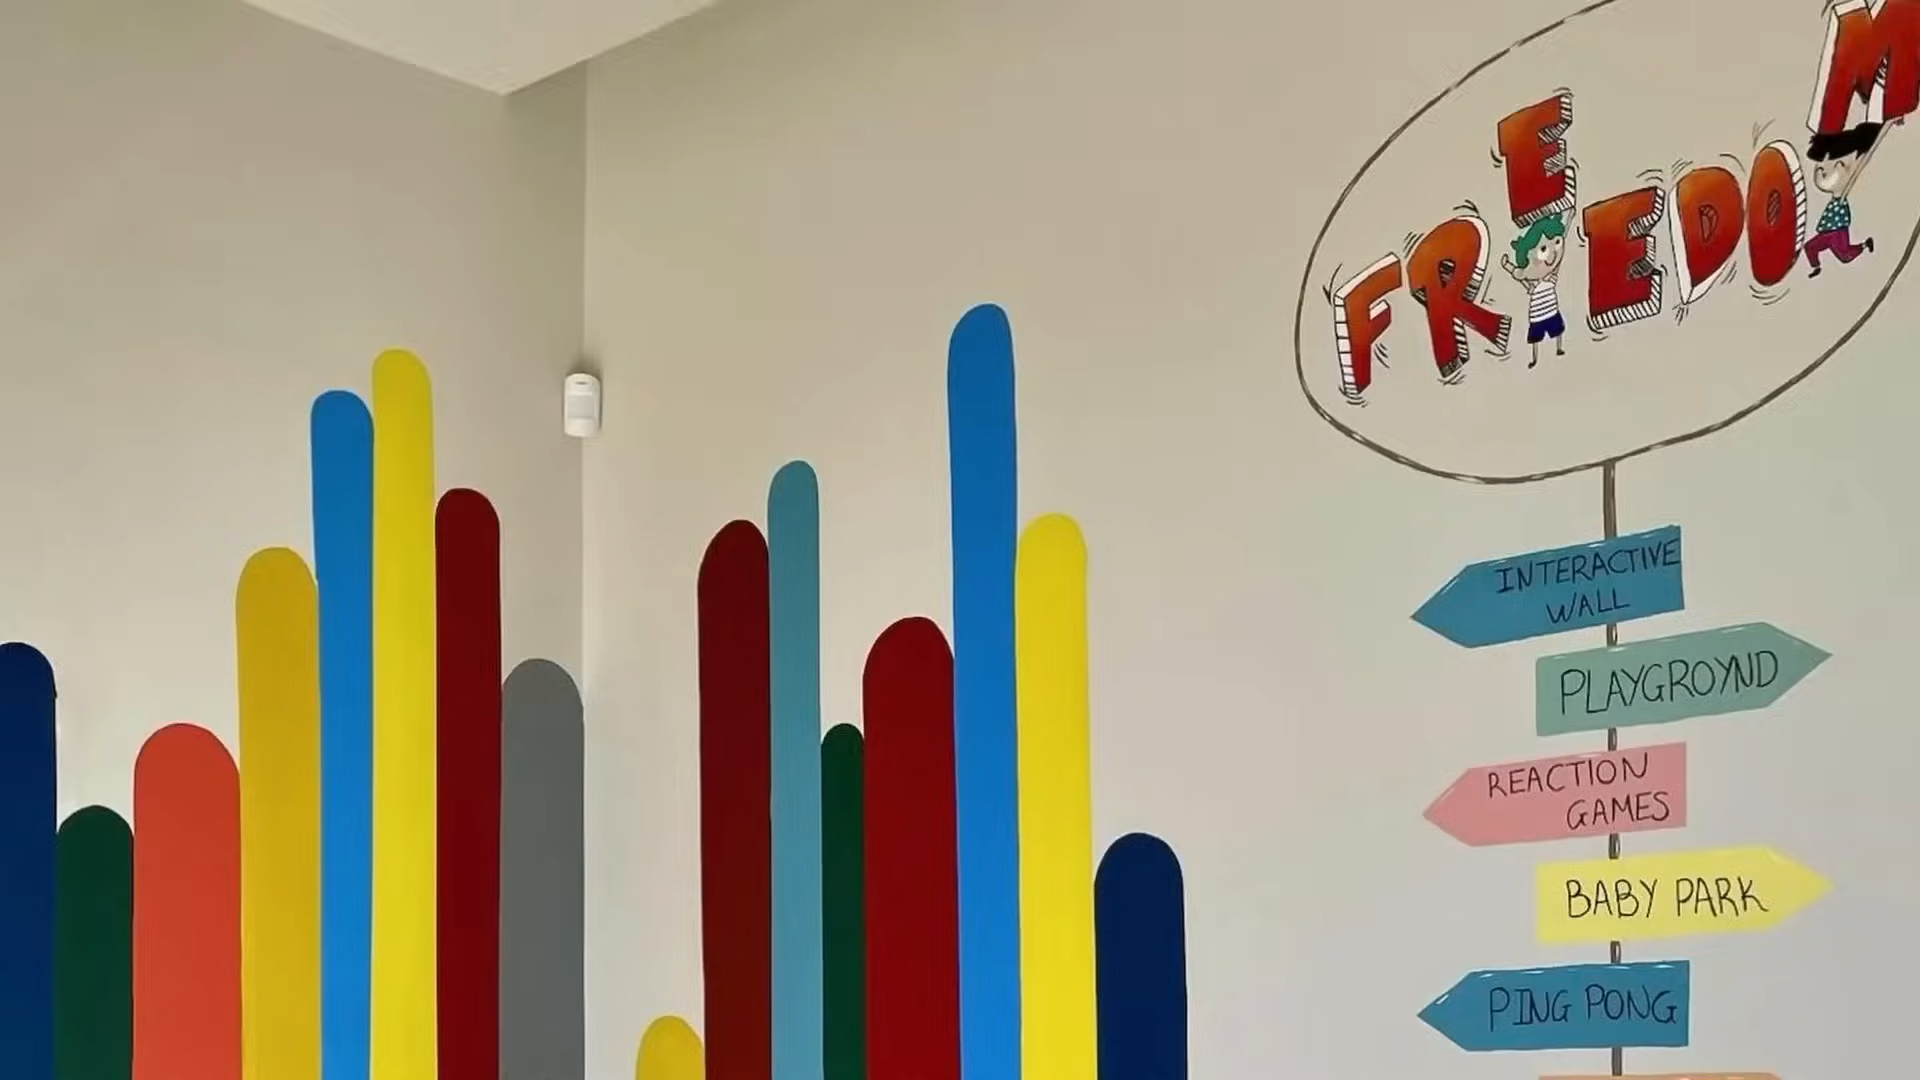 FREEDOM
INTERACTIVE
WALL
PLAYGROYND
REACTION
GAMES
BABY PARK
PING PONG